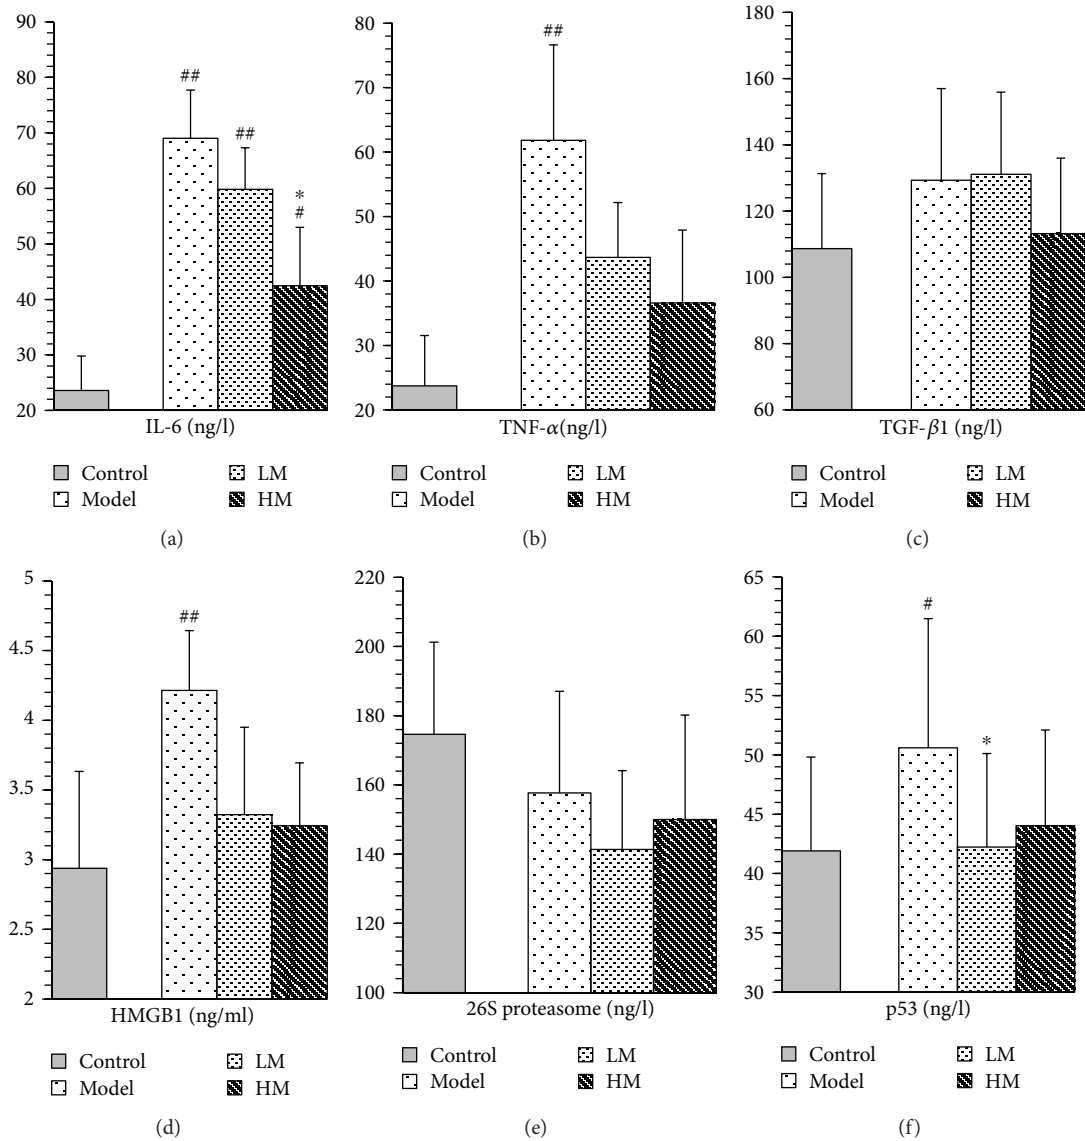 90
80
70
60
50
40
30
20
##
##
*
#
IL-6 (ng/l)
Control
LM
Model
HM
(a)
80
70
60
50
40
30
20
##
TNF-α(ng/l)
Control
LM
Model
HM
(b)
180
160
140
120
100
80
60
TGF-β1 (ng/l)
Control
LM
Model
HM
(c)
5
4.5
4
3.5
3
2.5
2
##
HMGB1 (ng/ml)
Control
LM
Model
HM
(d)
220
200
180
160
140
120
100
26S proteasome (ng/l)
Control
LM
Model
HM
(e)
65
60
55
50
45
40
35
30
#
*
p53 (ng/l)
Control
LM
Model
HM
(f)